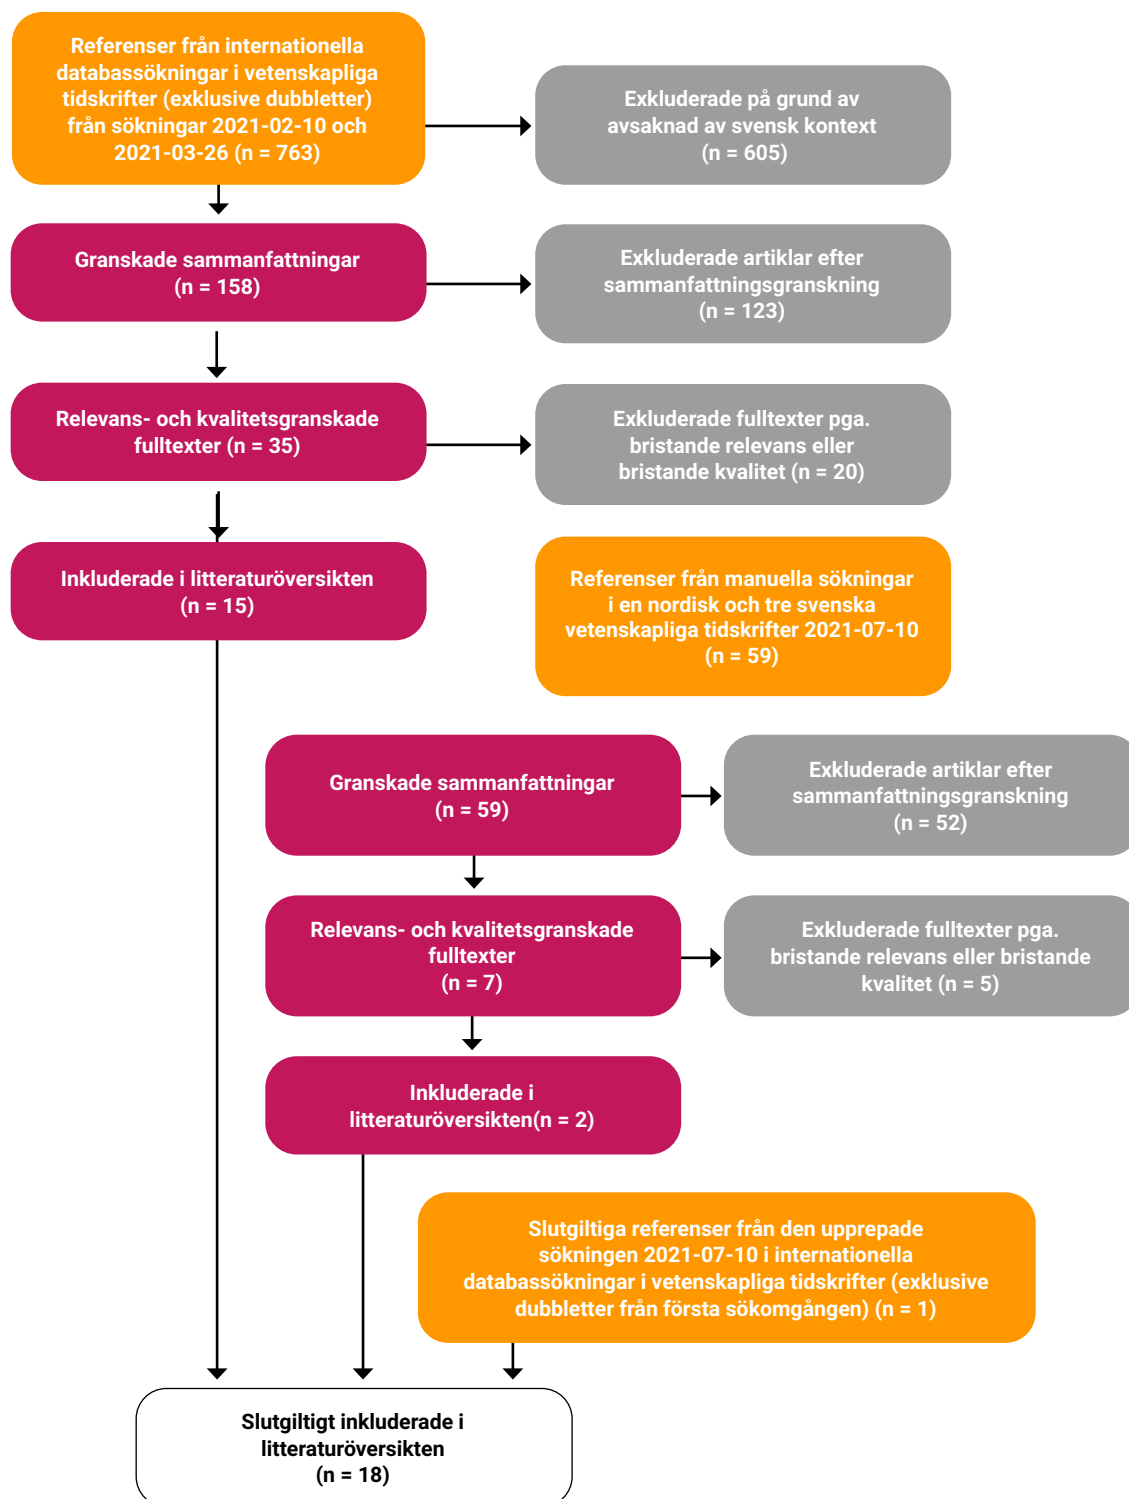 Referenser från internationella
databassökningar i vetenskapliga
tidskrifter (exklusive dubbletter)
från sökningar 2021-02-10 och
2021-03-26 (n = 763)
Exkluderade på grund av
avsaknad av svensk kontext
(n = 605)
Granskade sammanfattningar
(n = 158)
Exkluderade artiklar efter
sammanfattningsgranskning
(n = 123)
Relevans- och kvalitetsgranskade
fulltexter (n = 35)
Exkluderade fulltexter pga.
bristande relevans eller
bristande kvalitet (n = 20)
Inkluderade i litteraturöversikten
(n = 15)
Referenser från manuella sökningar
i en nordisk och tre svenska
vetenskapliga tidskrifter 2021-07-10
(n = 59)
Granskade sammanfattningar
(n = 59)
Exkluderade artiklar efter
sammanfattningsgranskning
(n = 52)
Relevans- och kvalitetsgranskade
fulltexter
(n = 7)
Exkluderade fulltexter pga.
bristande relevans eller bristande
kvalitet (n = 5)
Inkluderade i
litteraturöversikten(n = 2)
Slutgiltiga referenser från den upprepade
sökningen 2021-07-10 i internationella
databassökningar i vetenskapliga tidskrifter (exklusive
dubbletter från första sökomgången) (n = 1)
Slutgiltigt inkluderade i
litteraturöversikten
(n = 18)